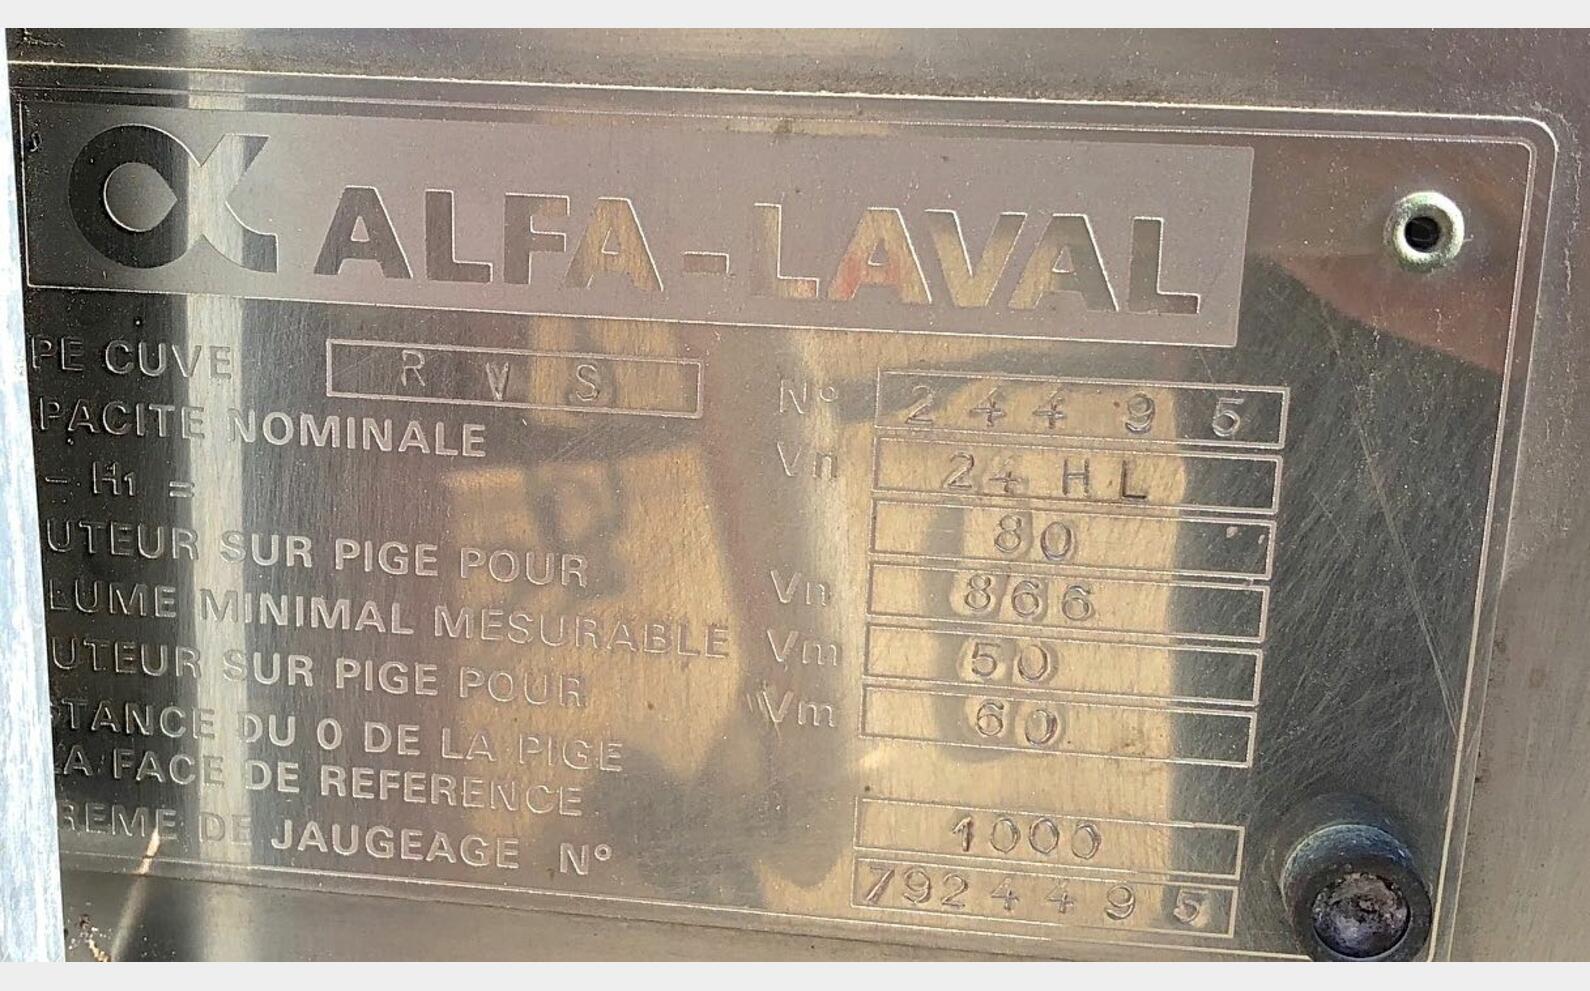 ALFA-LAVAL
PE CUVE R V S N° 24495
PACITE NOMINALE Vn 24 HL
- H1 = 80
UTEUR SUR PIGE POUR Vn 866
LUME MINIMAL MESURABLE Vm 50
UTEUR SUR PIGE POUR Vm 60
STANCE DU 0 DE LA PIGE
LA FACE DE REFERENCE 1000
REME DE JAUGEAGE N° 7924495